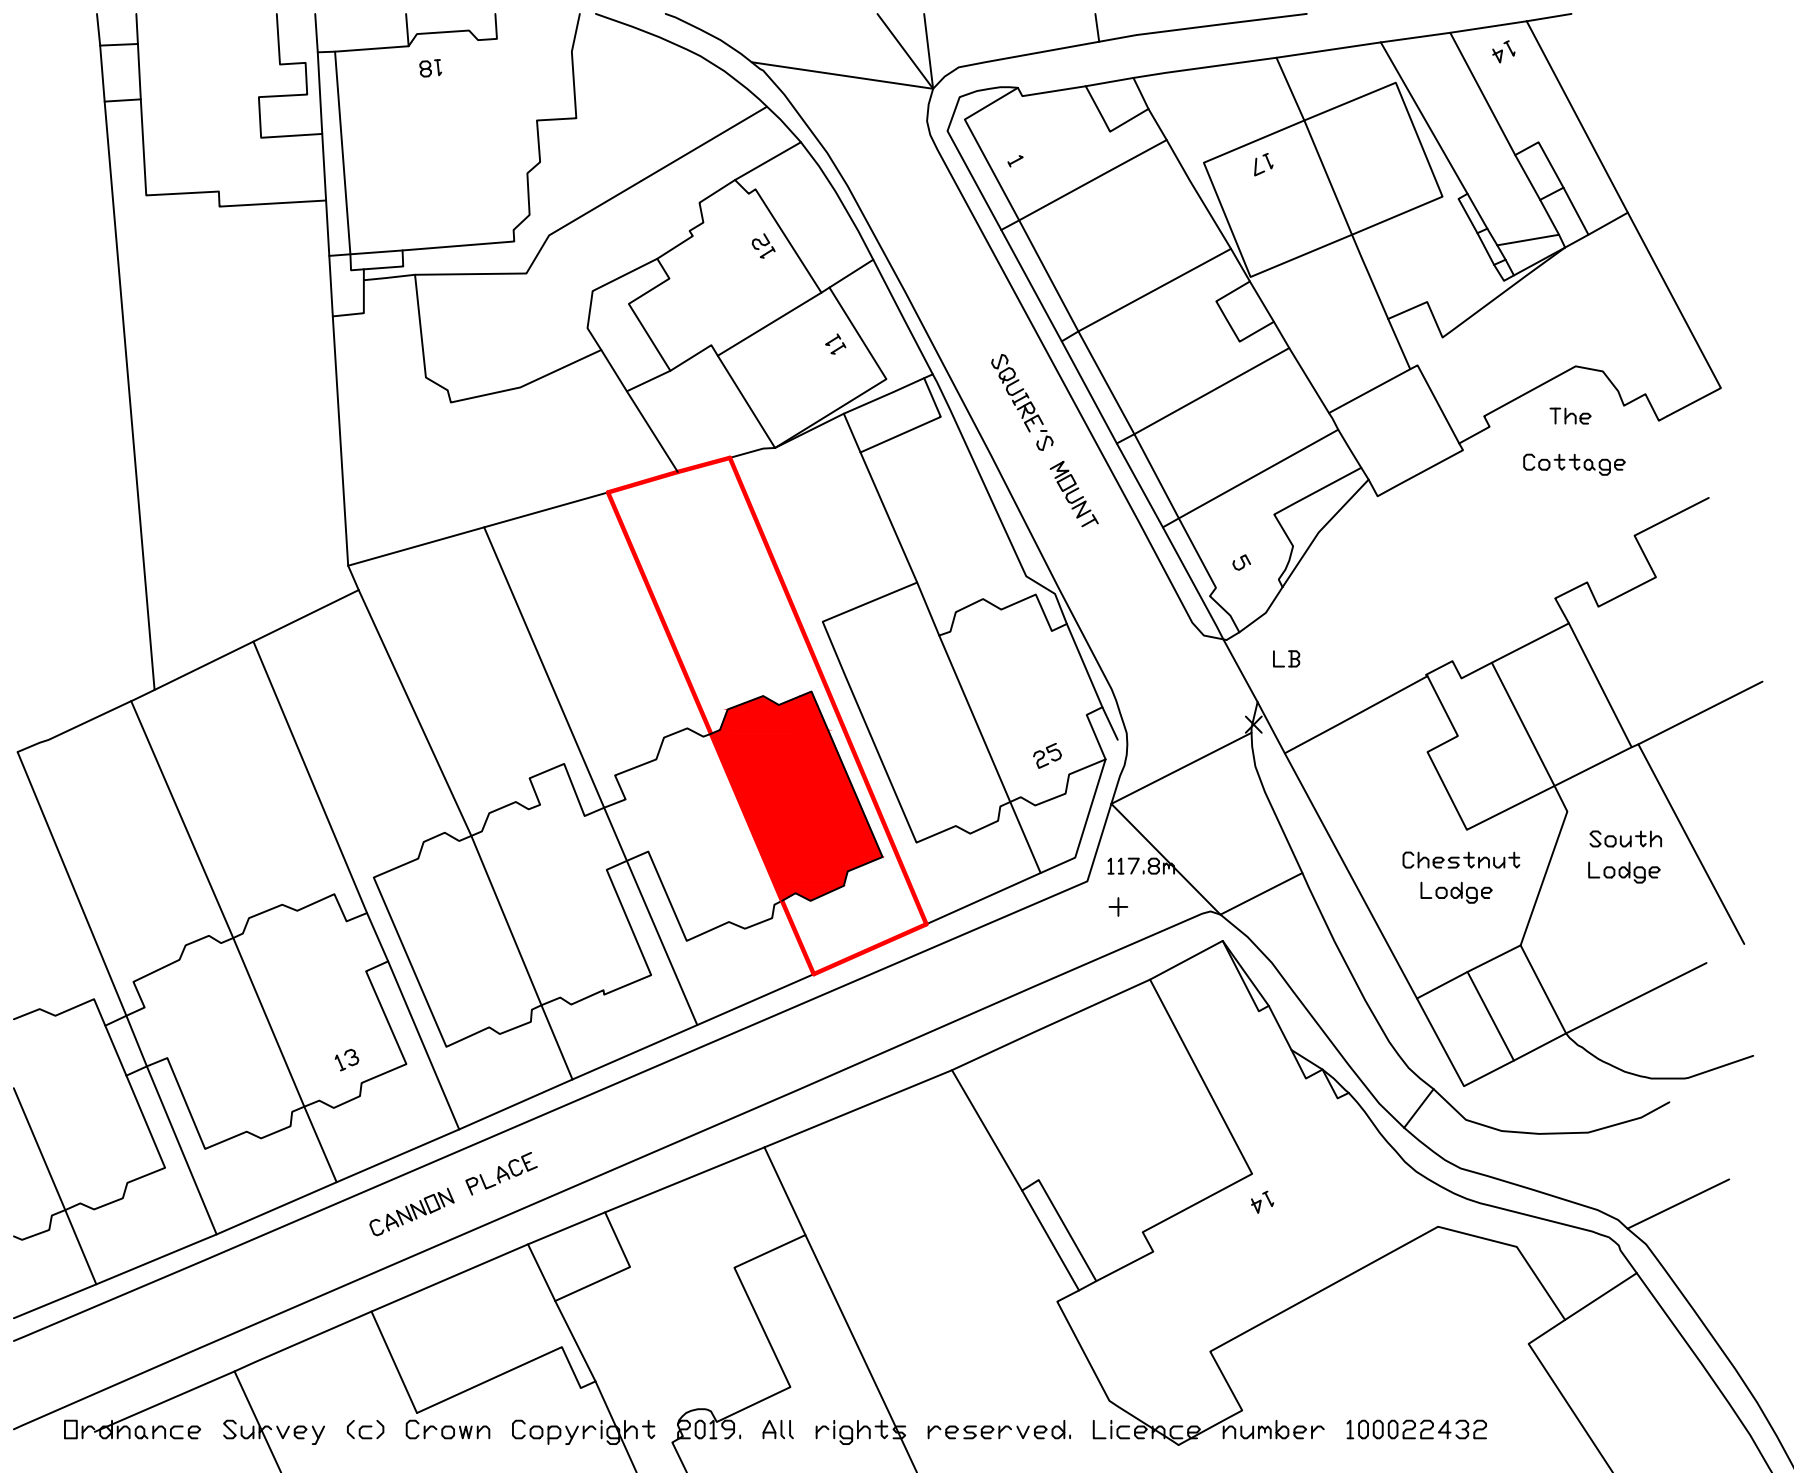 18
14
1
17
12
11
SQUIRE'S MOUNT
The
Cottage
5
LB
25
117.8m
Chestnut
Lodge
South
Lodge
13
CANNON PLACE
14
Ordnance Survey (c) Crown Copyright 2019. All rights reserved. Licence number 100022432